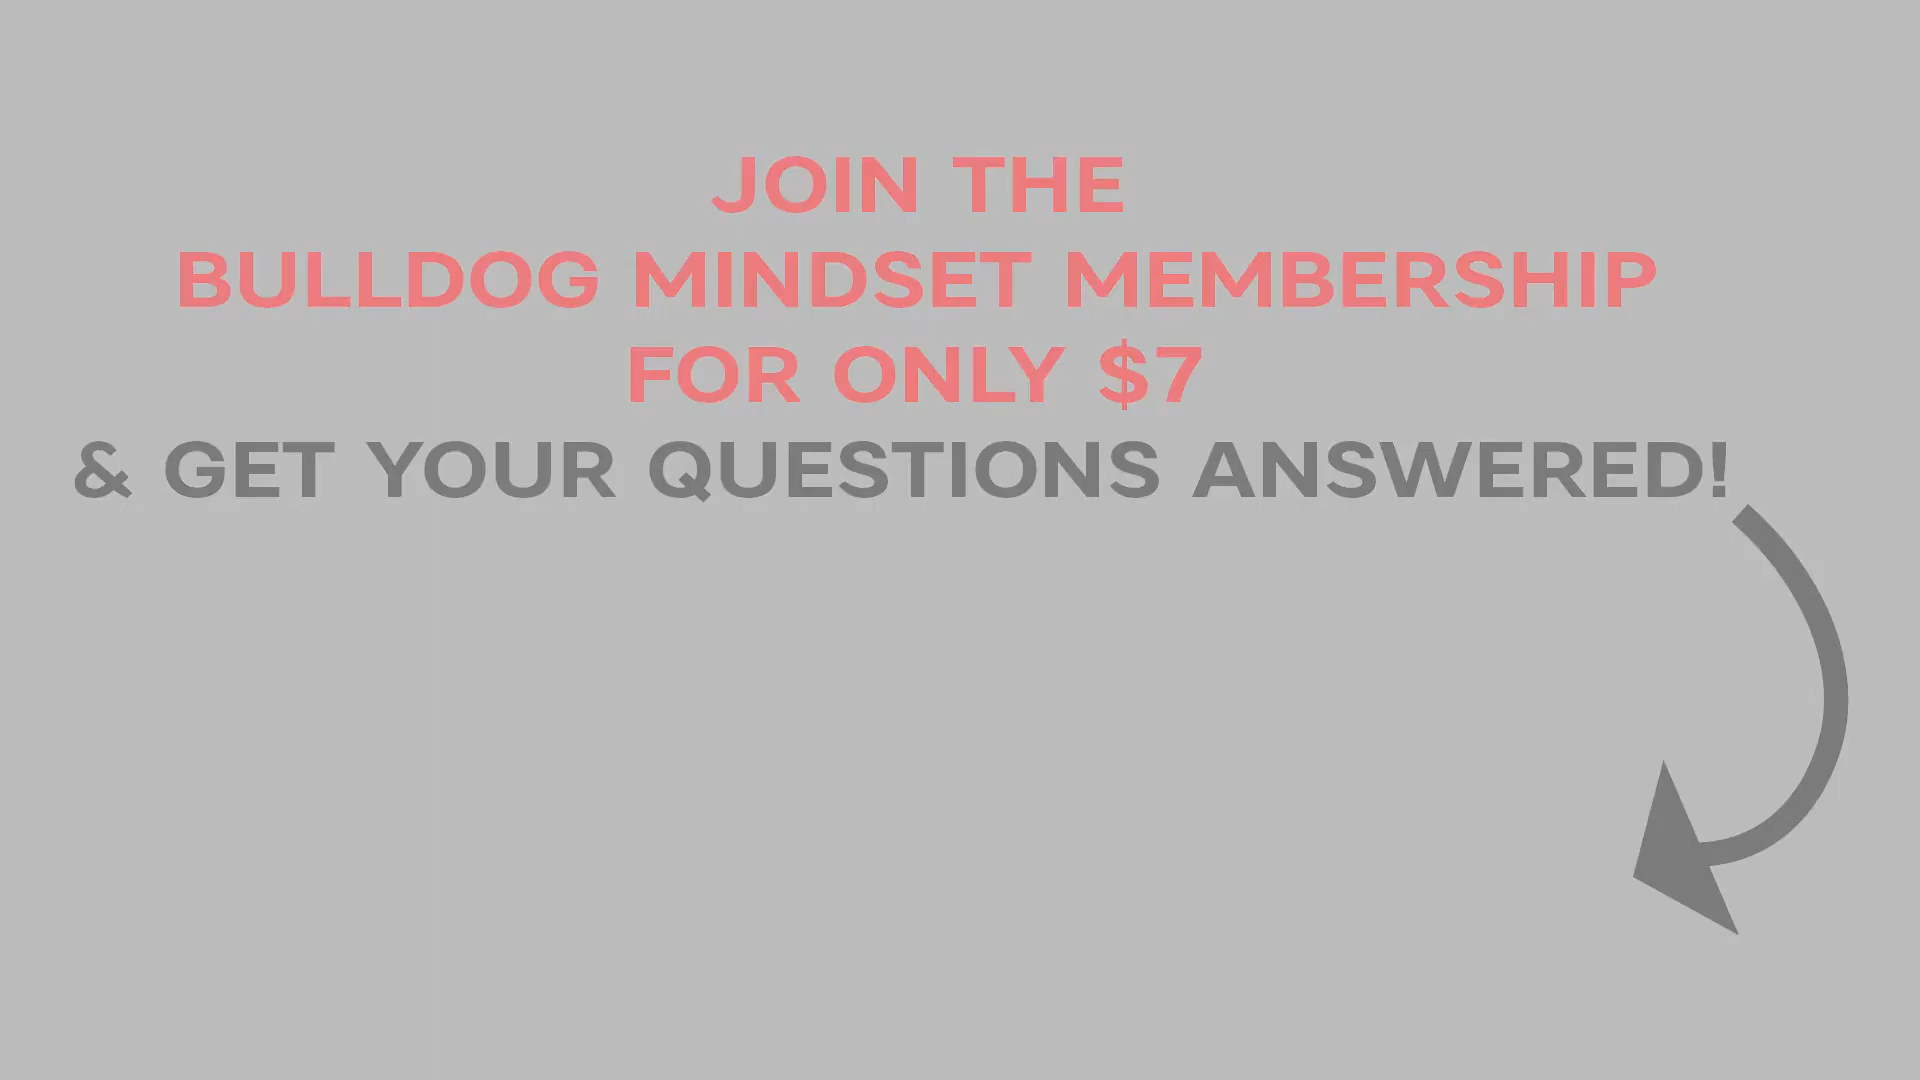 JOIN THE
BULLDOG MINDSET MEMBERSHIP
FOR ONLY $7
& GET YOUR QUESTIONS ANSWERED!